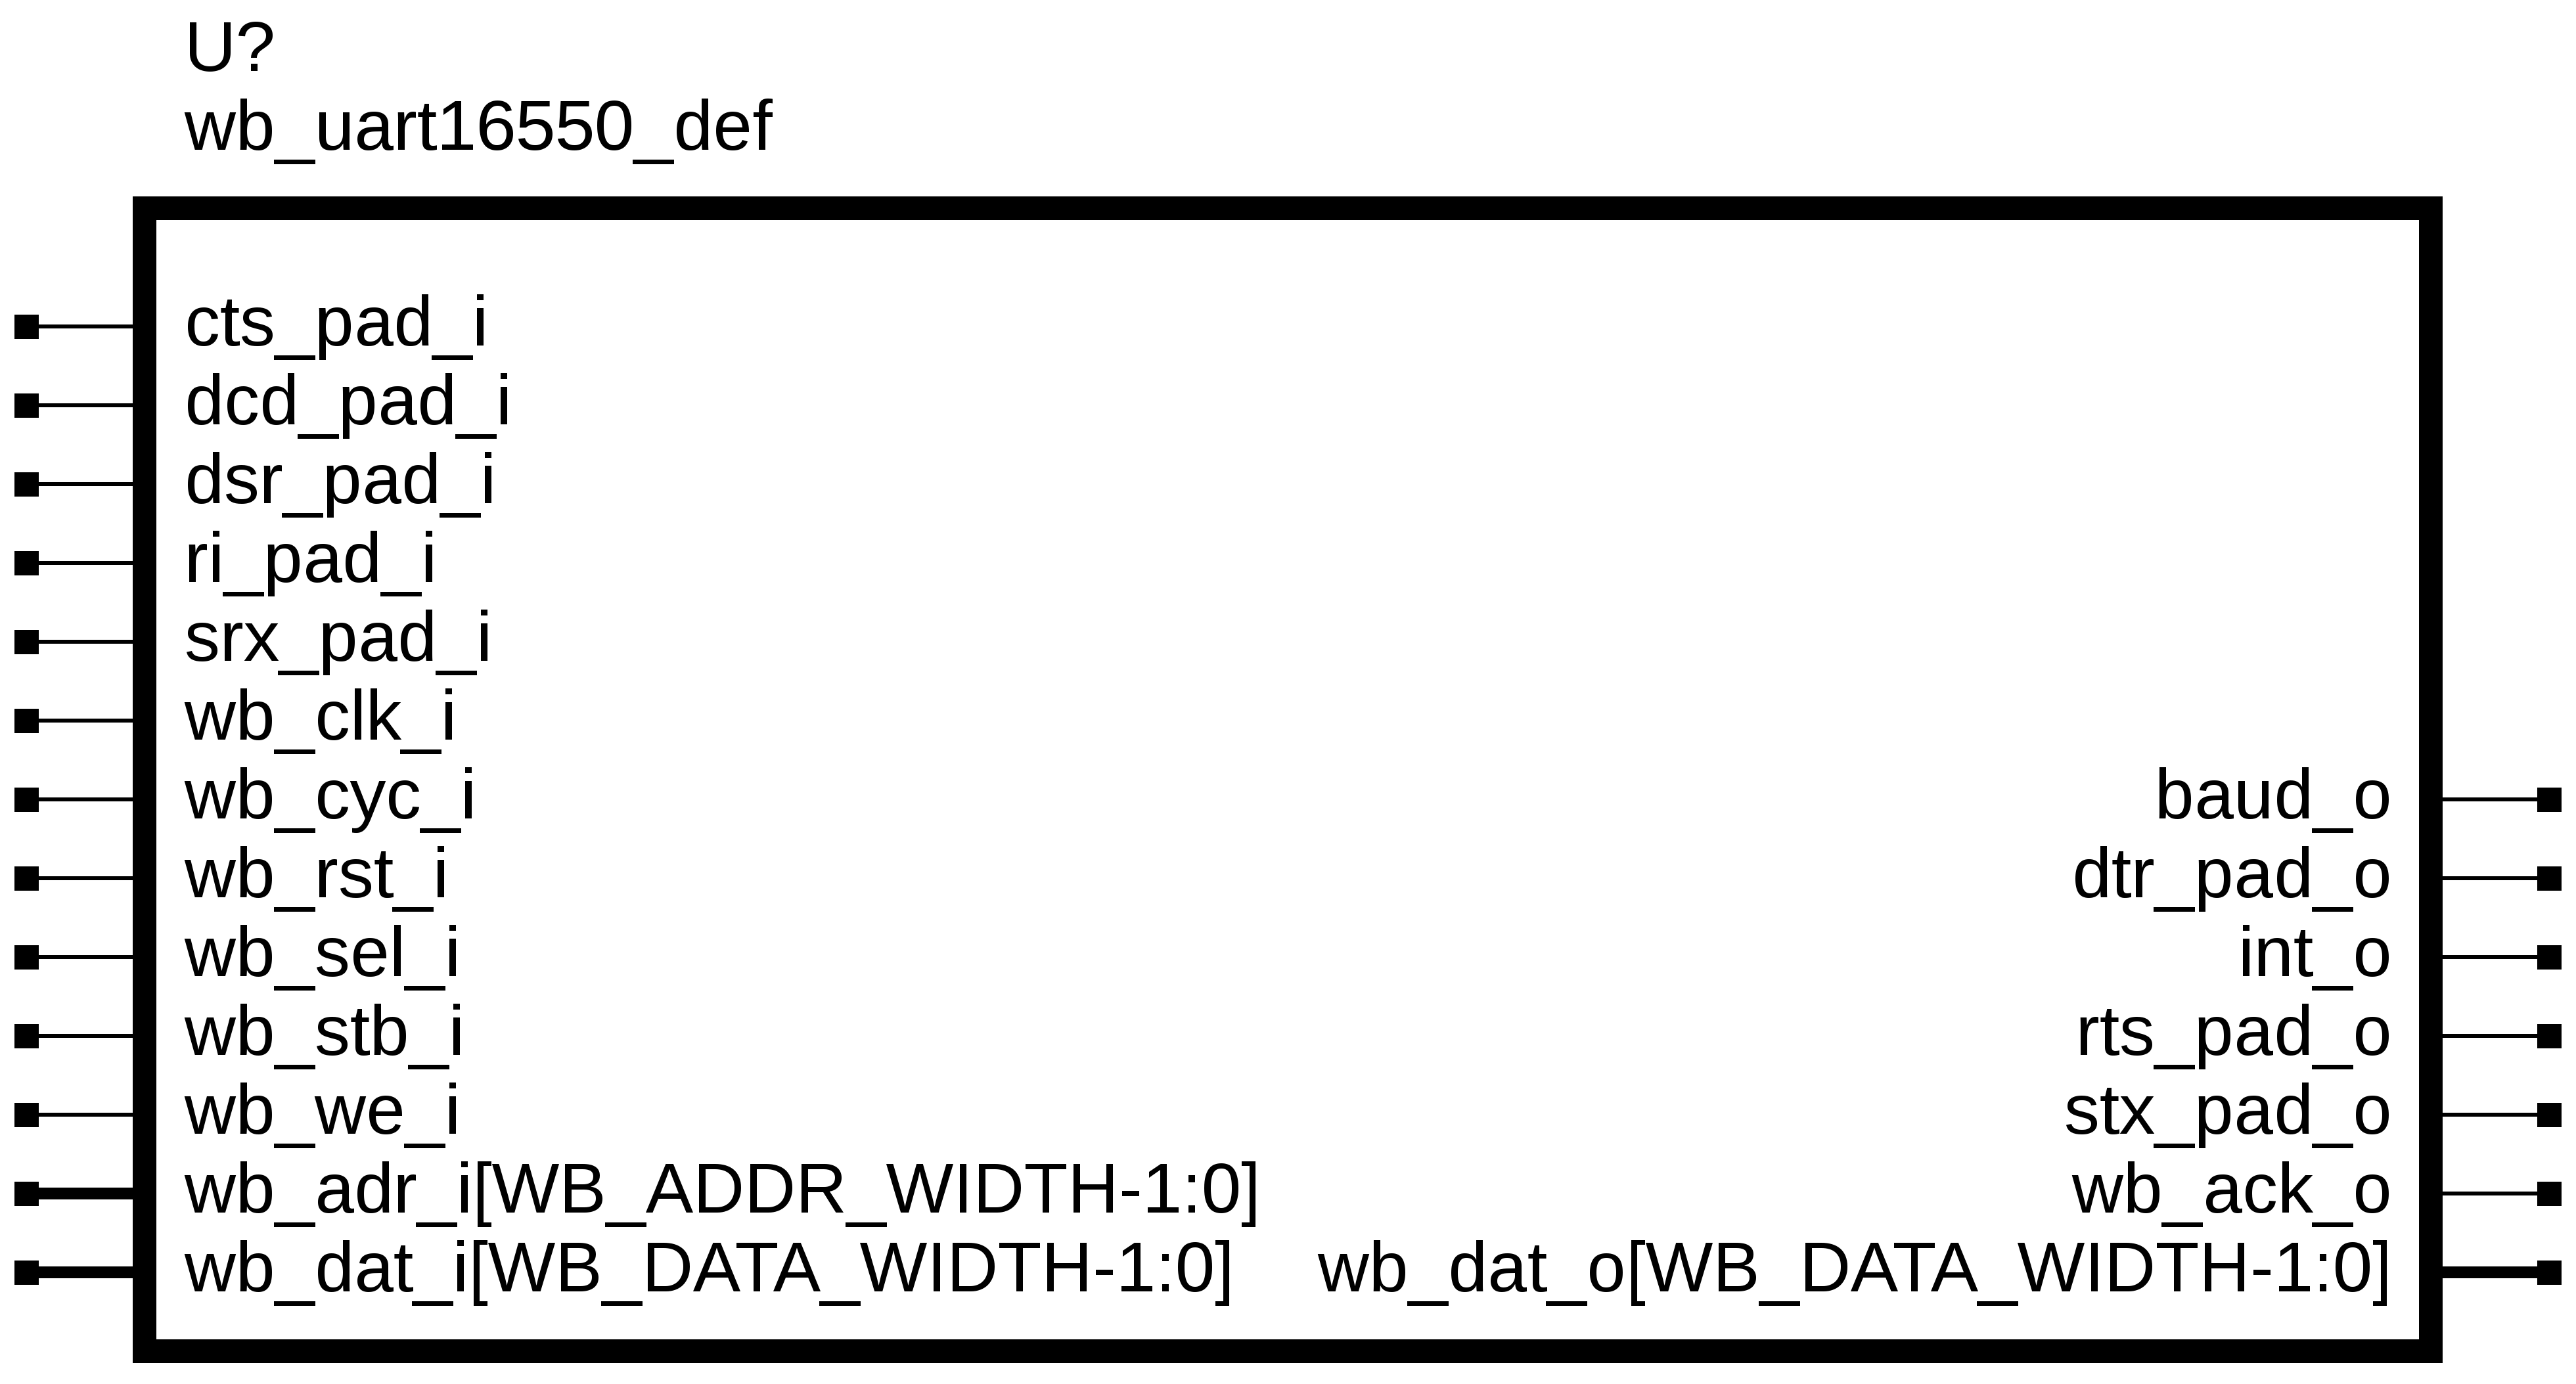 U?
wb_uart16550_def
cts_pad_i
dcd_pad_i
dsr_pad_i
ri_pad_i
srx_pad_i
wb_clk_i
wb_cyc_i baud_o
wb_rst_i dtr_pad_o
wb_sel_i int_o
wb_stb_i rts_pad_o
wb_we_i stx_pad_o
wb_adr_i[WB_ADDR_WIDTH-1:0] wb_ack_o
wb_dat_i[WB_DATA_WIDTH-1:0] wb_dat_o[WB_DATA_WIDTH-1:0]